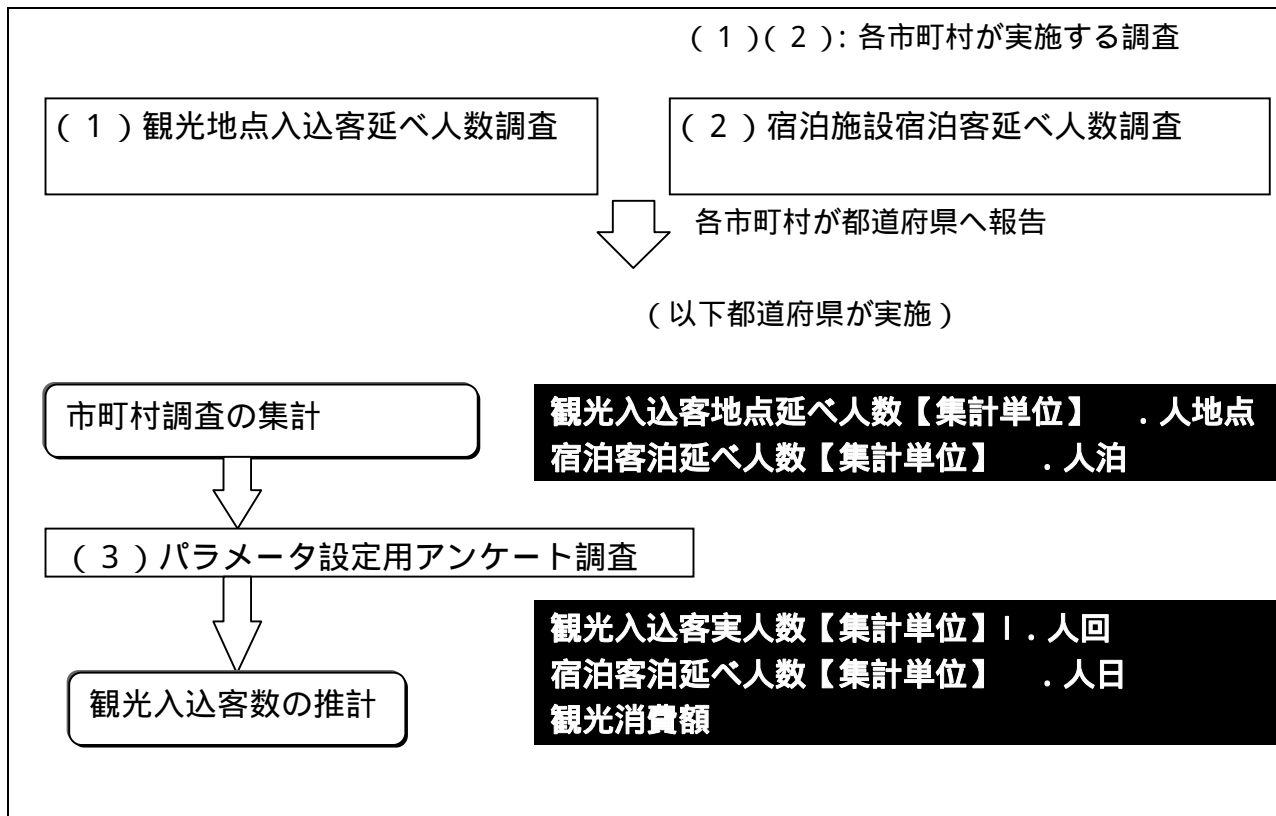 （１）（２）：各市町村が実施する調査
（１）観光地点入込客延べ人数調査
（２）宿泊施設宿泊客延べ人数調査
各市町村が都道府県へ報告
（以下都道府県が実施）
市町村調査の集計
観光入込客地点延べ人数【集計単位】　．人地点
宿泊客泊延べ人数【集計単位】　．人泊
（３）パラメータ設定用アンケート調査
観光入込客実人数【集計単位】Ⅰ．人回
宿泊客泊延べ人数【集計単位】　．人日
観光消費額
観光入込客数の推計